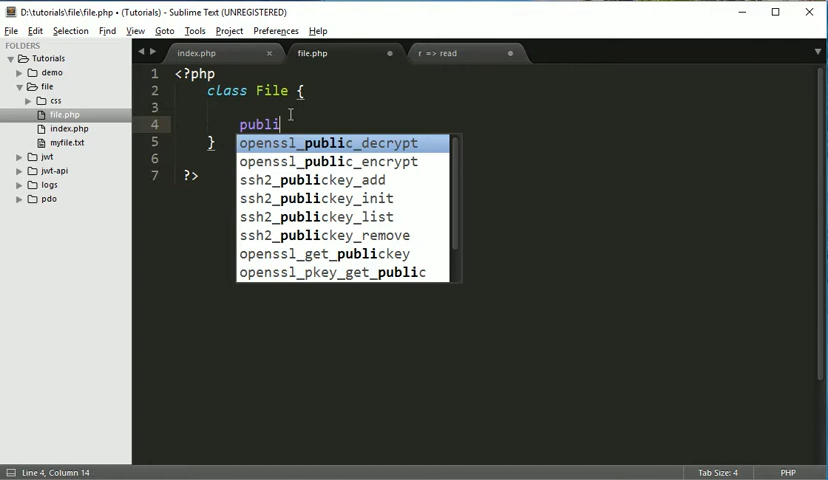 D:\tutorials\file\file.php • (Tutorials) - Sublime Text (UNREGISTERED)
File Edit Selection Find View Goto Tools Project Preferences Help
FOLDERS
Tutorials
demo
file
css
file.php
index.php
myfile.txt
jwt
jwt-api
logs
pdo
index.php file.php r => read
1 <?php
2 class File {
3
4 publi
5 }
6
7 ?>
openssl_public_decrypt
openssl_public_encrypt
ssh2_publickey_add
ssh2_publickey_init
ssh2_publickey_list
ssh2_publickey_remove
openssl_get_publickey
openssl_pkey_get_public
Line 4, Column 14 Tab Size: 4 PHP